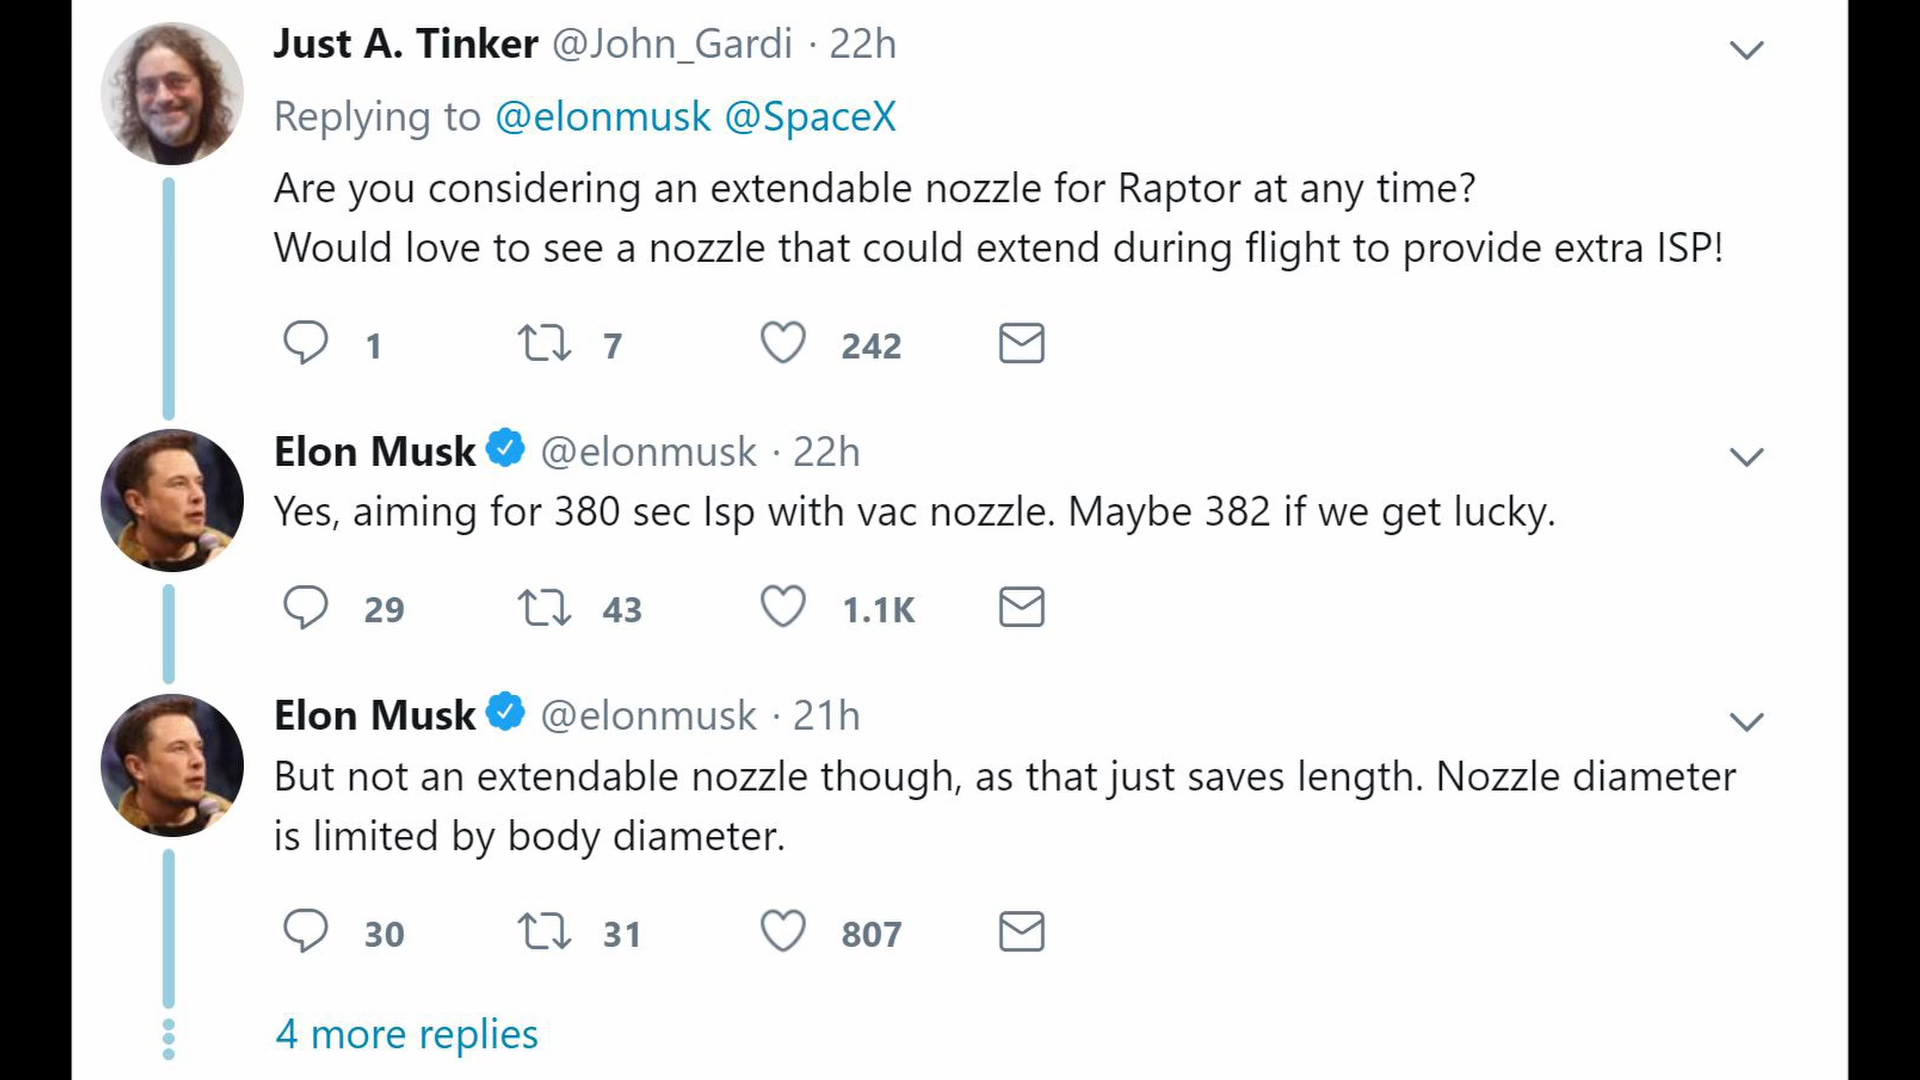 Just A. Tinker @John_Gardi · 22h
Replying to @elonmusk @SpaceX
Are you considering an extendable nozzle for Raptor at any time?
Would love to see a nozzle that could extend during flight to provide extra ISP!
1 7 242
Elon Musk @elonmusk · 22h
Yes, aiming for 380 sec Isp with vac nozzle. Maybe 382 if we get lucky.
29 43 1.1K
Elon Musk @elonmusk · 21h
But not an extendable nozzle though, as that just saves length. Nozzle diameter
is limited by body diameter.
30 31 807
4 more replies